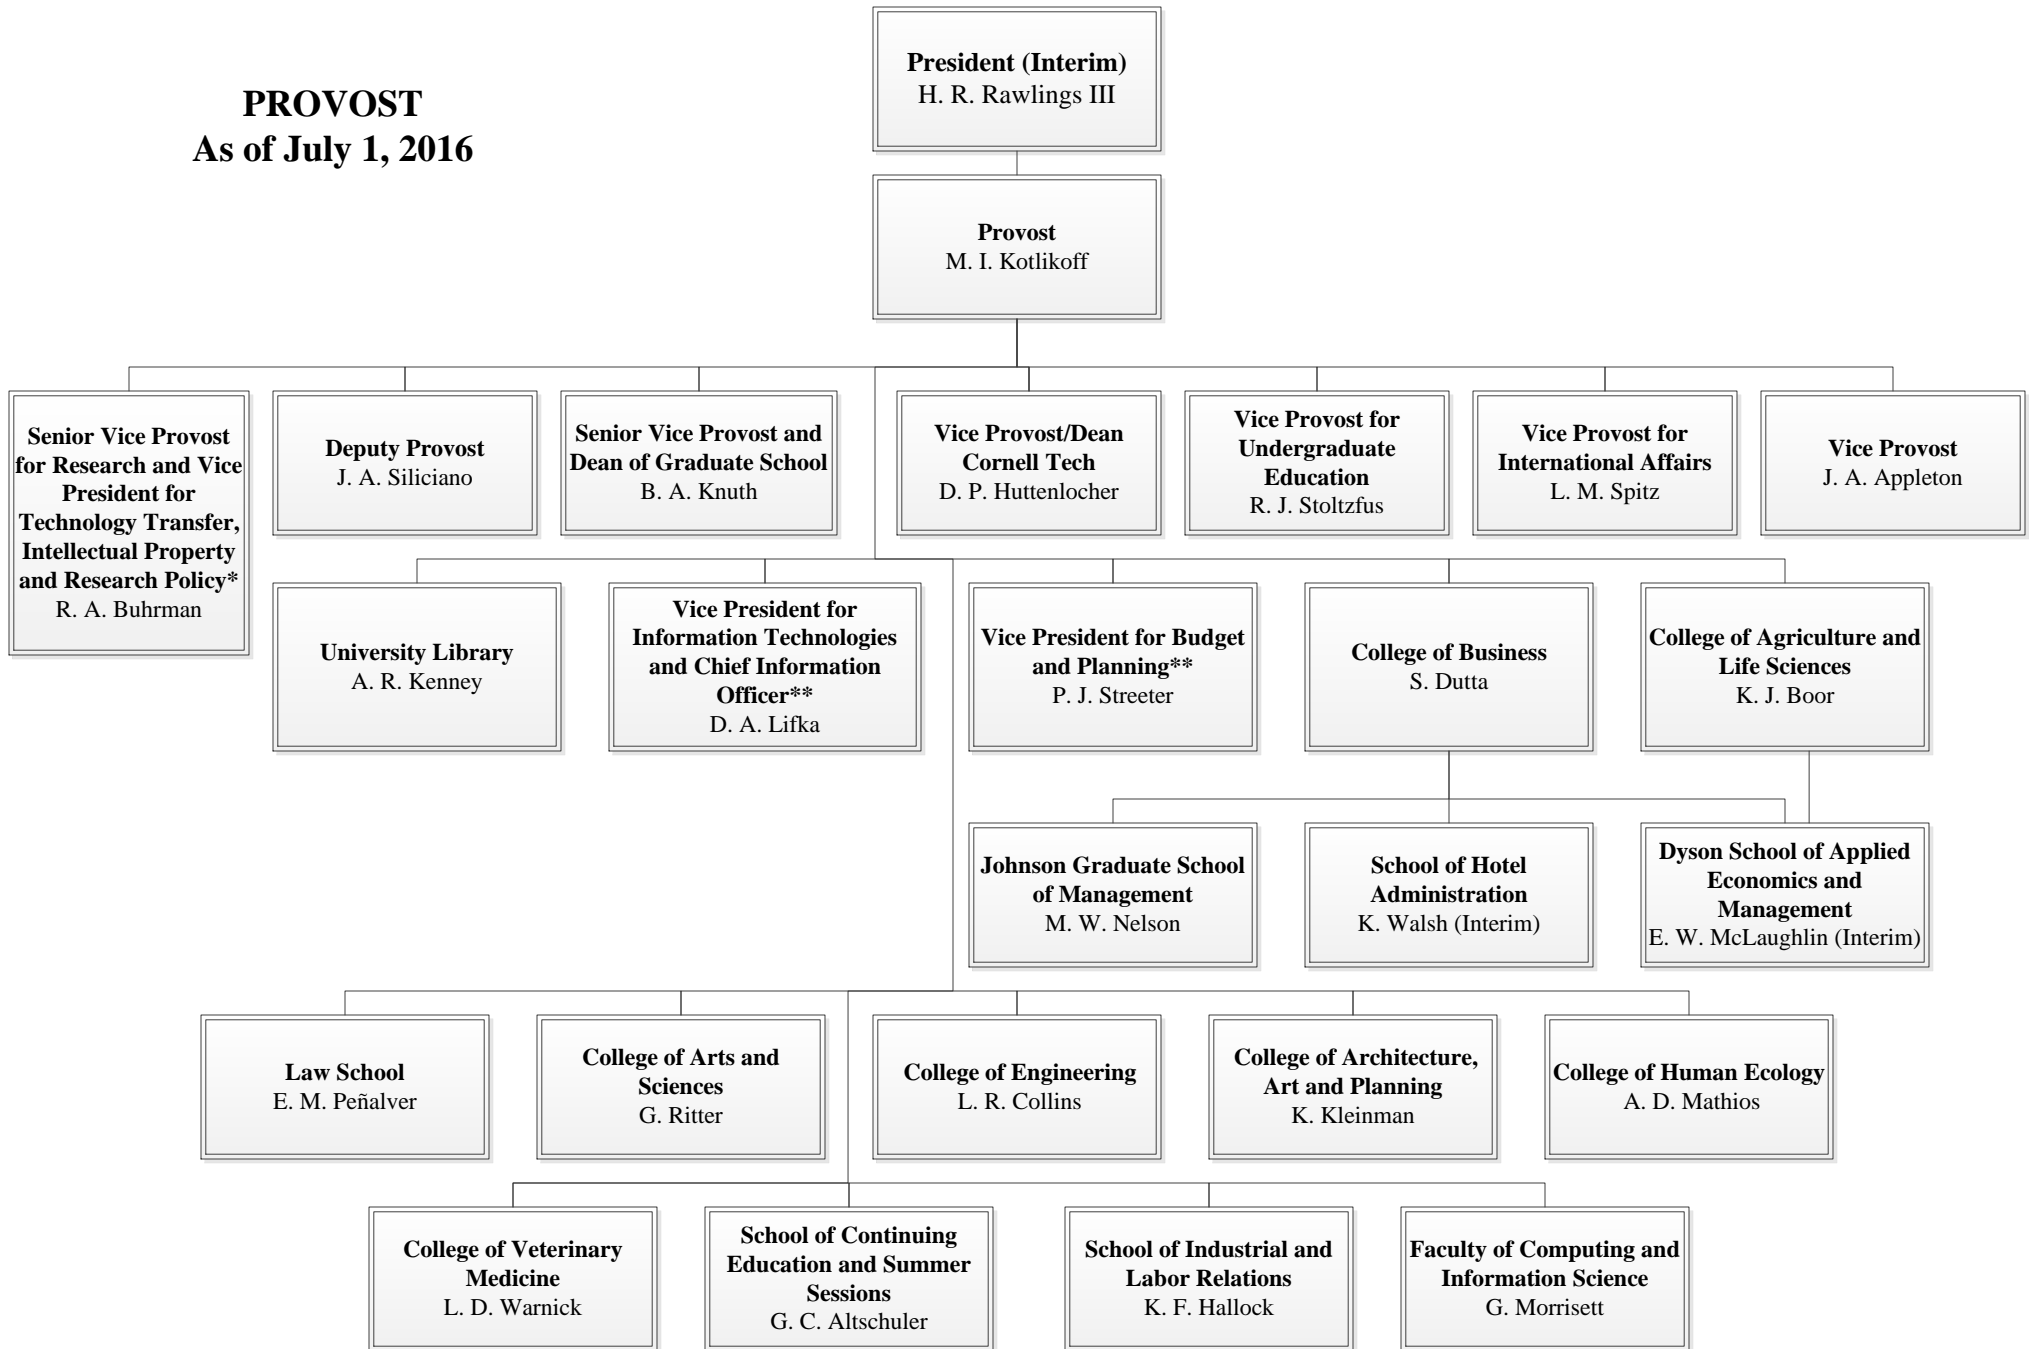 PROVOST
As of July 1, 2016
President (Interim)
H. R. Rawlings III
Provost
M. I. Kotlikoff
Senior Vice Provost
for Research and Vice
President for
Technology Transfer,
Intellectual Property
and Research Policy*
R. A. Buhrman
Deputy Provost
J. A. Siliciano
Senior Vice Provost and
Dean of Graduate School
B. A. Knuth
Vice Provost/Dean
Cornell Tech
D. P. Huttenlocher
Vice Provost for
Undergraduate
Education
R. J. Stoltzfus
Vice Provost for
International Affairs
L. M. Spitz
Vice Provost
J. A. Appleton
University Library
A. R. Kenney
Vice President for
Information Technologies
and Chief Information
Officer**
D. A. Lifka
Vice President for Budget
and Planning**
P. J. Streeter
College of Business
S. Dutta
College of Agriculture and
Life Sciences
K. J. Boor
Johnson Graduate School
of Management
M. W. Nelson
School of Hotel
Administration
K. Walsh (Interim)
Dyson School of Applied
Economics and
Management
E. W. McLaughlin (Interim)
Law School
E. M. Peñalver
College of Arts and
Sciences
G. Ritter
College of Engineering
L. R. Collins
College of Architecture,
Art and Planning
K. Kleinman
College of Human Ecology
A. D. Mathios
College of Veterinary
Medicine
L. D. Warnick
School of Continuing
Education and Summer
Sessions
G. C. Altschuler
School of Industrial and
Labor Relations
K. F. Hallock
Faculty of Computing and
Information Science
G. Morrisett